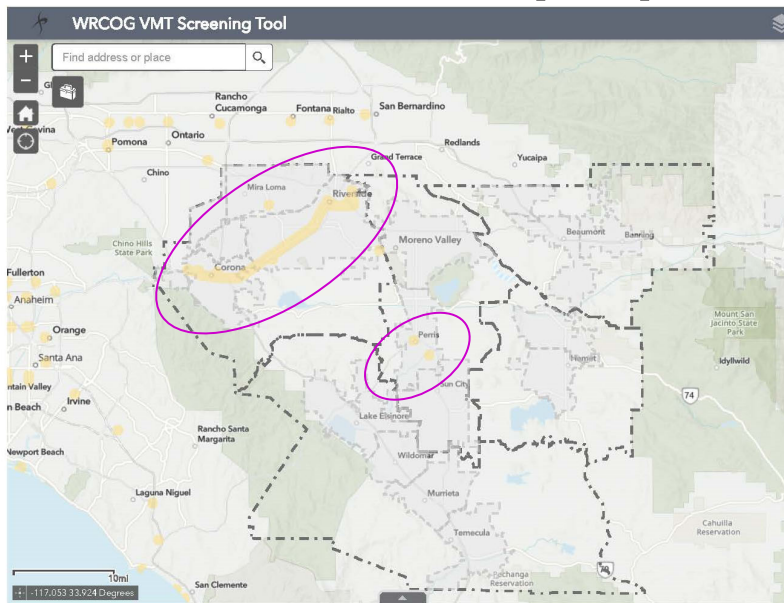 WRCOG VMT Screening Tool
+
Find address or place
−
Rancho
Cucamonga
Fontana
Rialto
San Bernardino
Pomona
Ontario
Redlands
Grand Terrace
Yucaipa
Chino
Mira Loma
Riverside
Chino Hills
State Park
Moreno Valley
Beaumont
Banning
Corona
Fullerton
Anaheim
Orange
Perris
Mount San
Jacinto State
Park
Santa Ana
Hemet
Idyllwild
Sun City
74
Irvine
Lake Elsinore
Rancho Santa
Margarita
Newport Beach
Wildomar
Laguna Niguel
Murrieta
Temecula
Cahuilla
Reservation
Pechanga
Reservation
79
10mi
San Clemente
-117.053 33.924 Degrees